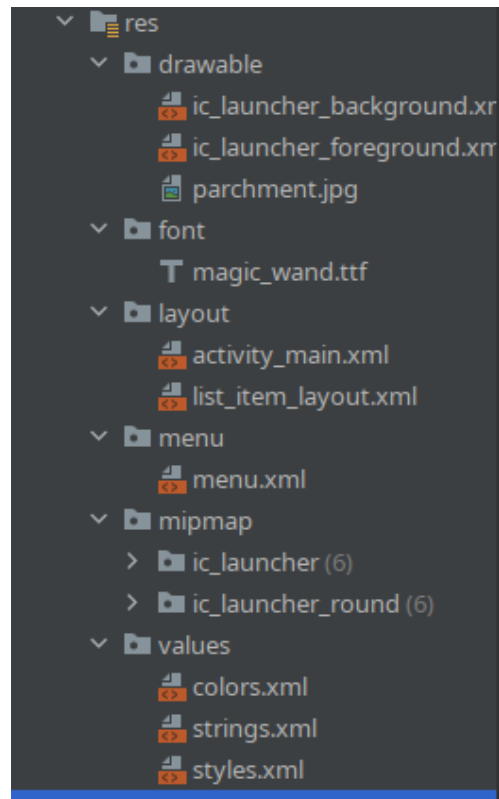 res
drawable
ic_launcher_background.xr
ic_launcher_foreground.xm
parchment.jpg
font
magic_wand.ttf
layout
activity_main.xml
list_item_layout.xml
menu
menu.xml
mipmap
ic_launcher (6)
ic_launcher_round (6)
values
colors.xml
strings.xml
styles.xml